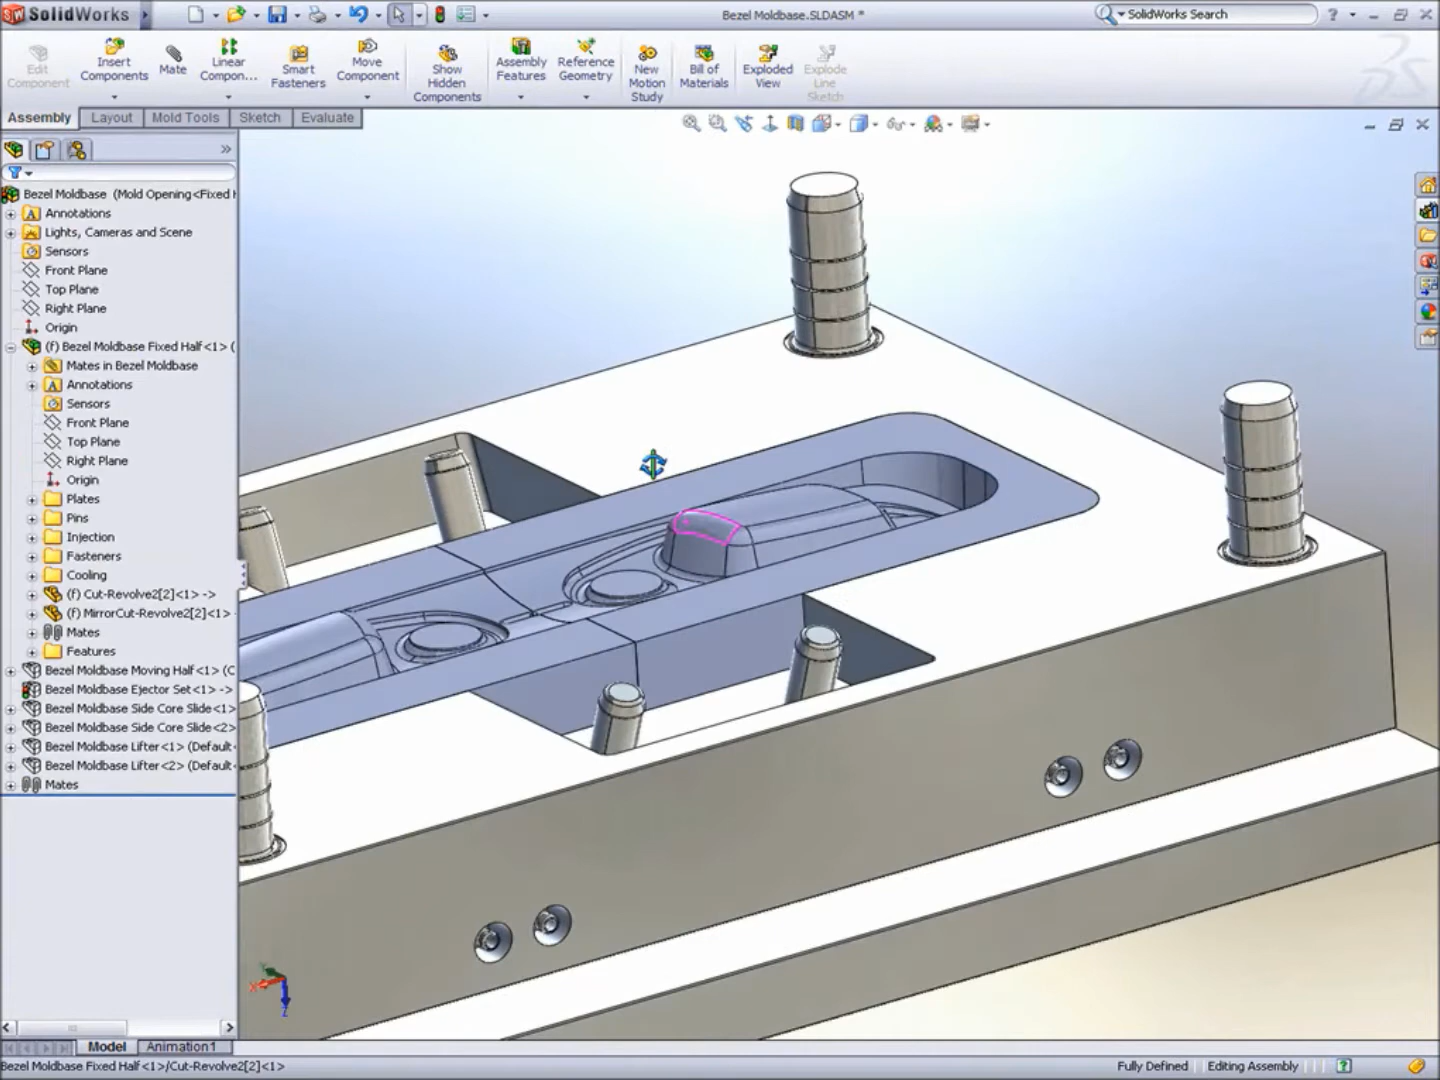 SolidWorks
Bezel Moldbase.SLDASM *
SolidWorks Search
Edit Component
Insert Components
Mate
Linear Compon...
Smart Fasteners
Move Component
Show Hidden Components
Assembly Features
Reference Geometry
New Motion Study
Bill of Materials
Exploded View
Explode Line Sketch
Assembly
Layout
Mold Tools
Sketch
Evaluate
Bezel Moldbase (Mold Opening<Fixed H
Annotations
Lights, Cameras and Scene
Sensors
Front Plane
Top Plane
Right Plane
Origin
(f) Bezel Moldbase Fixed Half<1> (
Mates in Bezel Moldbase
Annotations
Sensors
Front Plane
Top Plane
Right Plane
Origin
Plates
Pins
Injection
Fasteners
Cooling
(f) Cut-Revolve2[2]<1> ->
(f) MirrorCut-Revolve2[2]<1>
Mates
Features
Bezel Moldbase Moving Half<1> (C
Bezel Moldbase Ejector Set<1> ->
Bezel Moldbase Side Core Slide<1>
Bezel Moldbase Side Core Slide<2>
Bezel Moldbase Lifter<1> (Default
Bezel Moldbase Lifter<2> (Default
Mates
Z
Model
Animation1
Bezel Moldbase Fixed Half<1>/Cut-Revolve2[2]<1>
Fully Defined
Editing Assembly